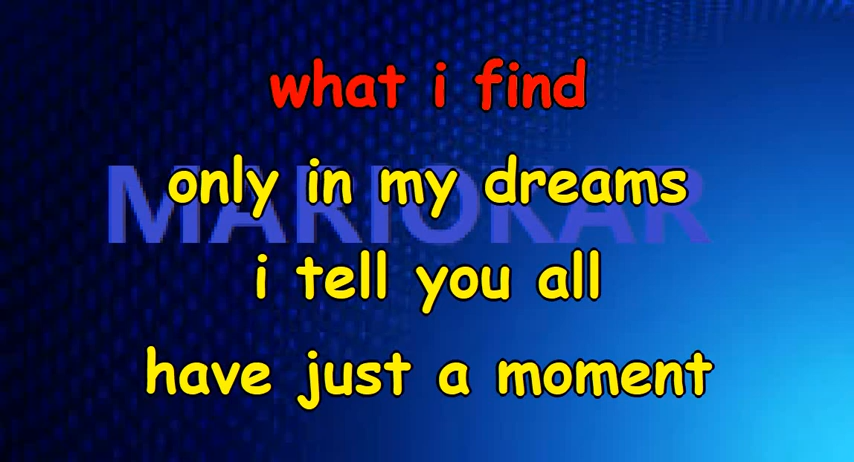 what i find
only in my dreams
MARIOKAR
i tell you all
have just a moment